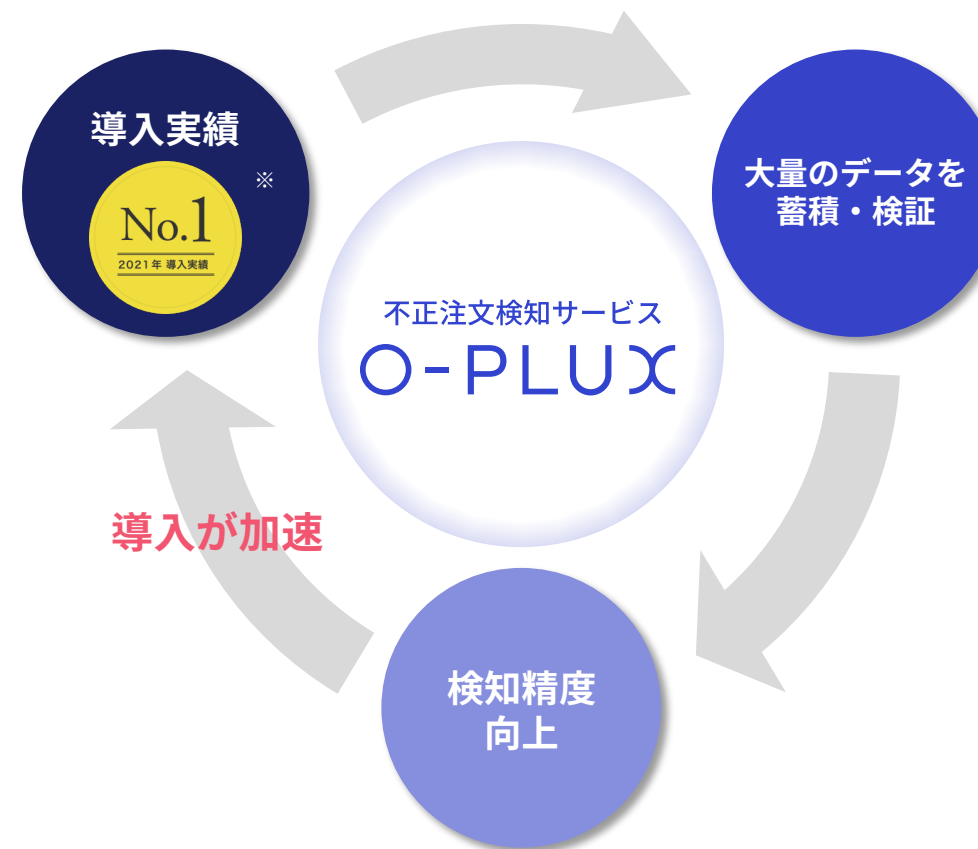 導入実績
※
No.1
2021年 導入実績
大量のデータを
蓄積・検証
不正注文検知サービス
O-PLUX
導入が加速
検知精度
向上